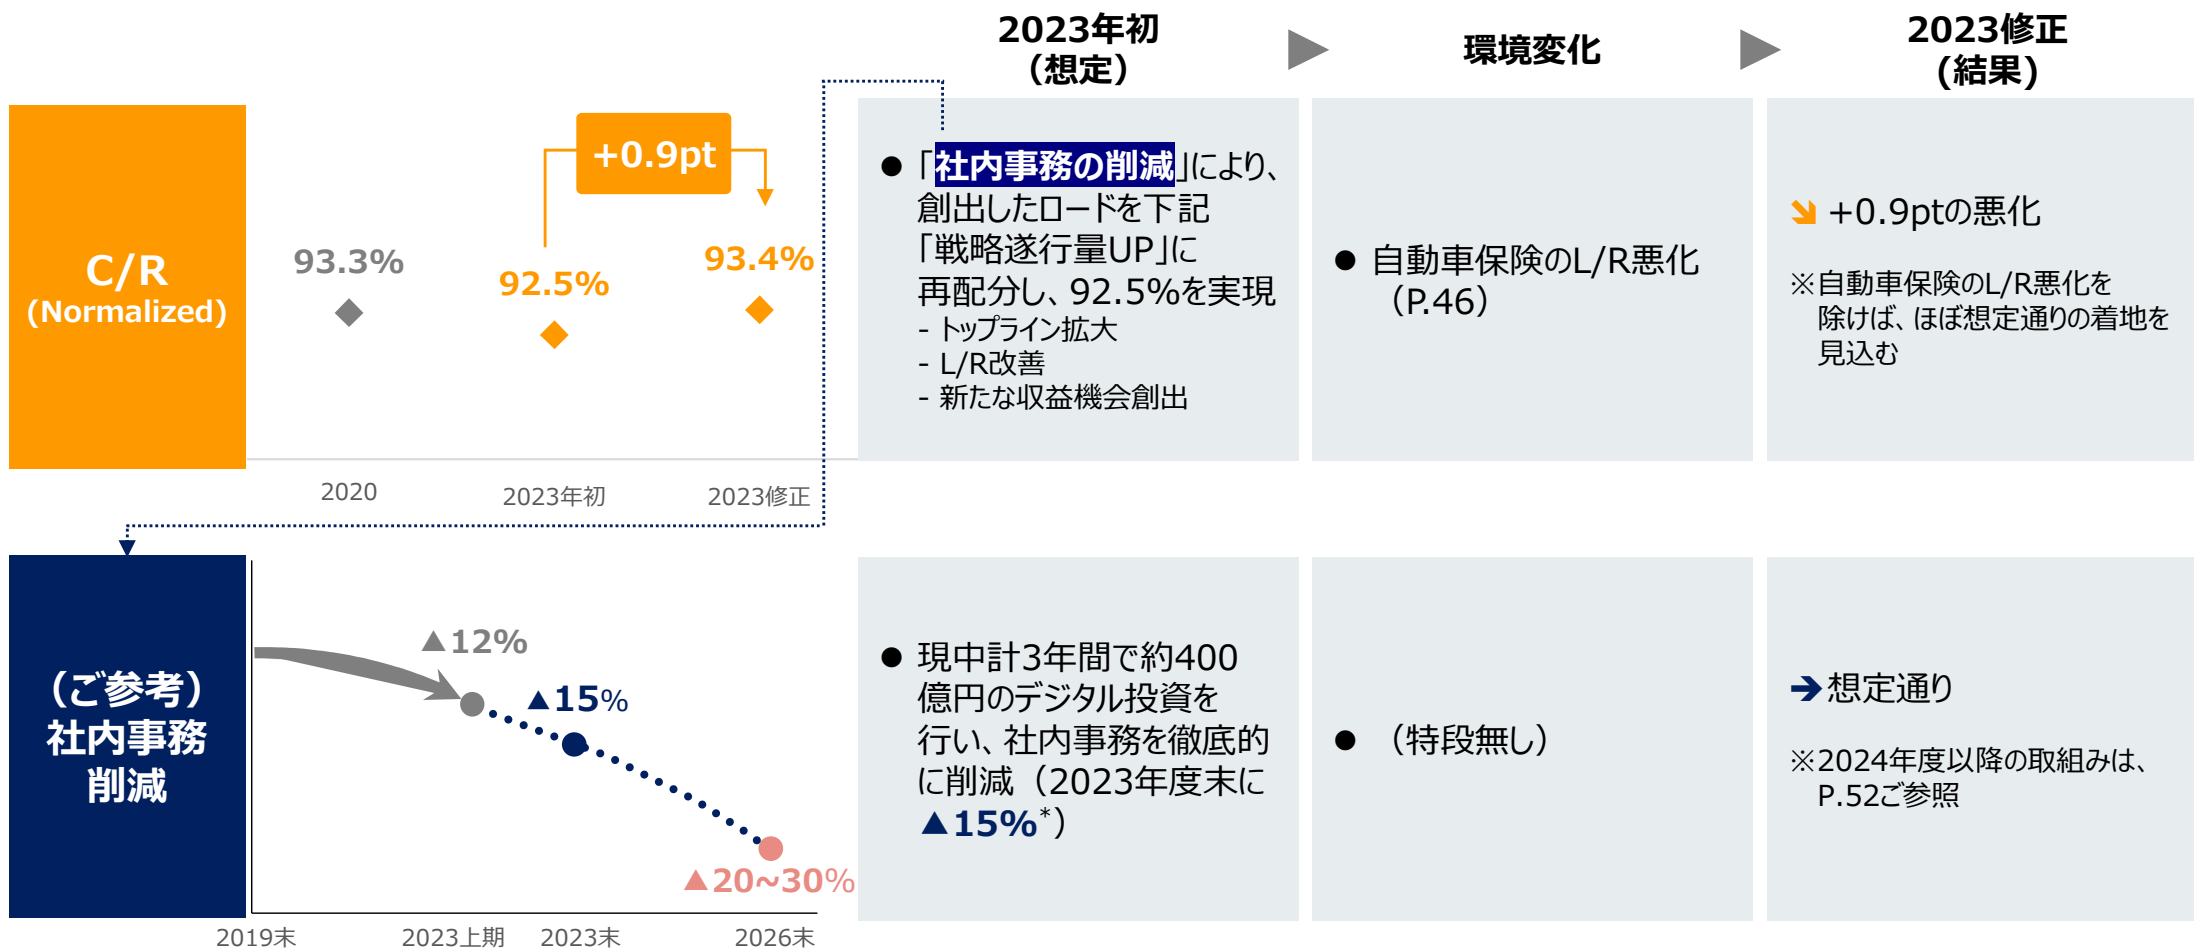 2023年初
（想定）
環境変化
2023修正
(結果)
C/R
(Normalized)
+0.9pt
93.3%
92.5%
93.4%
2020
2023年初
2023修正
● 「社内事務の削減」により、
創出したロードを下記
「戦略遂行量UP」に
再配分し、92.5%を実現
- トップライン拡大
- L/R改善
- 新たな収益機会創出
● 自動車保険のL/R悪化
（P.46）
+0.9ptの悪化
※自動車保険のL/R悪化を
除けば、ほぼ想定通りの着地を
見込む
（ご参考）
社内事務
削減
▲12%
▲15%
▲20~30%
2019末
2023上期
2023末
2026末
● 現中計3年間で約400
億円のデジタル投資を
行い、社内事務を徹底的
に削減（2023年度末に
▲15%*）
● （特段無し）
➔想定通り
※2024年度以降の取組みは、
P.52ご参照